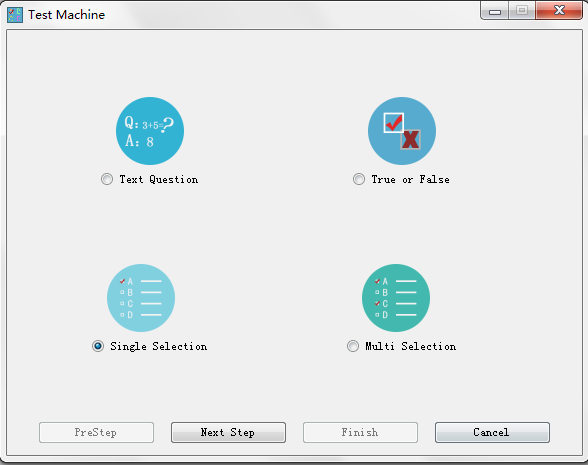 Test Machine
Q: 3+5=?
A: 8
Text Question
True or False
A
B
C
D
Single Selection
A
B
C
D
Multi Selection
PreStep
Next Step
Finish
Cancel